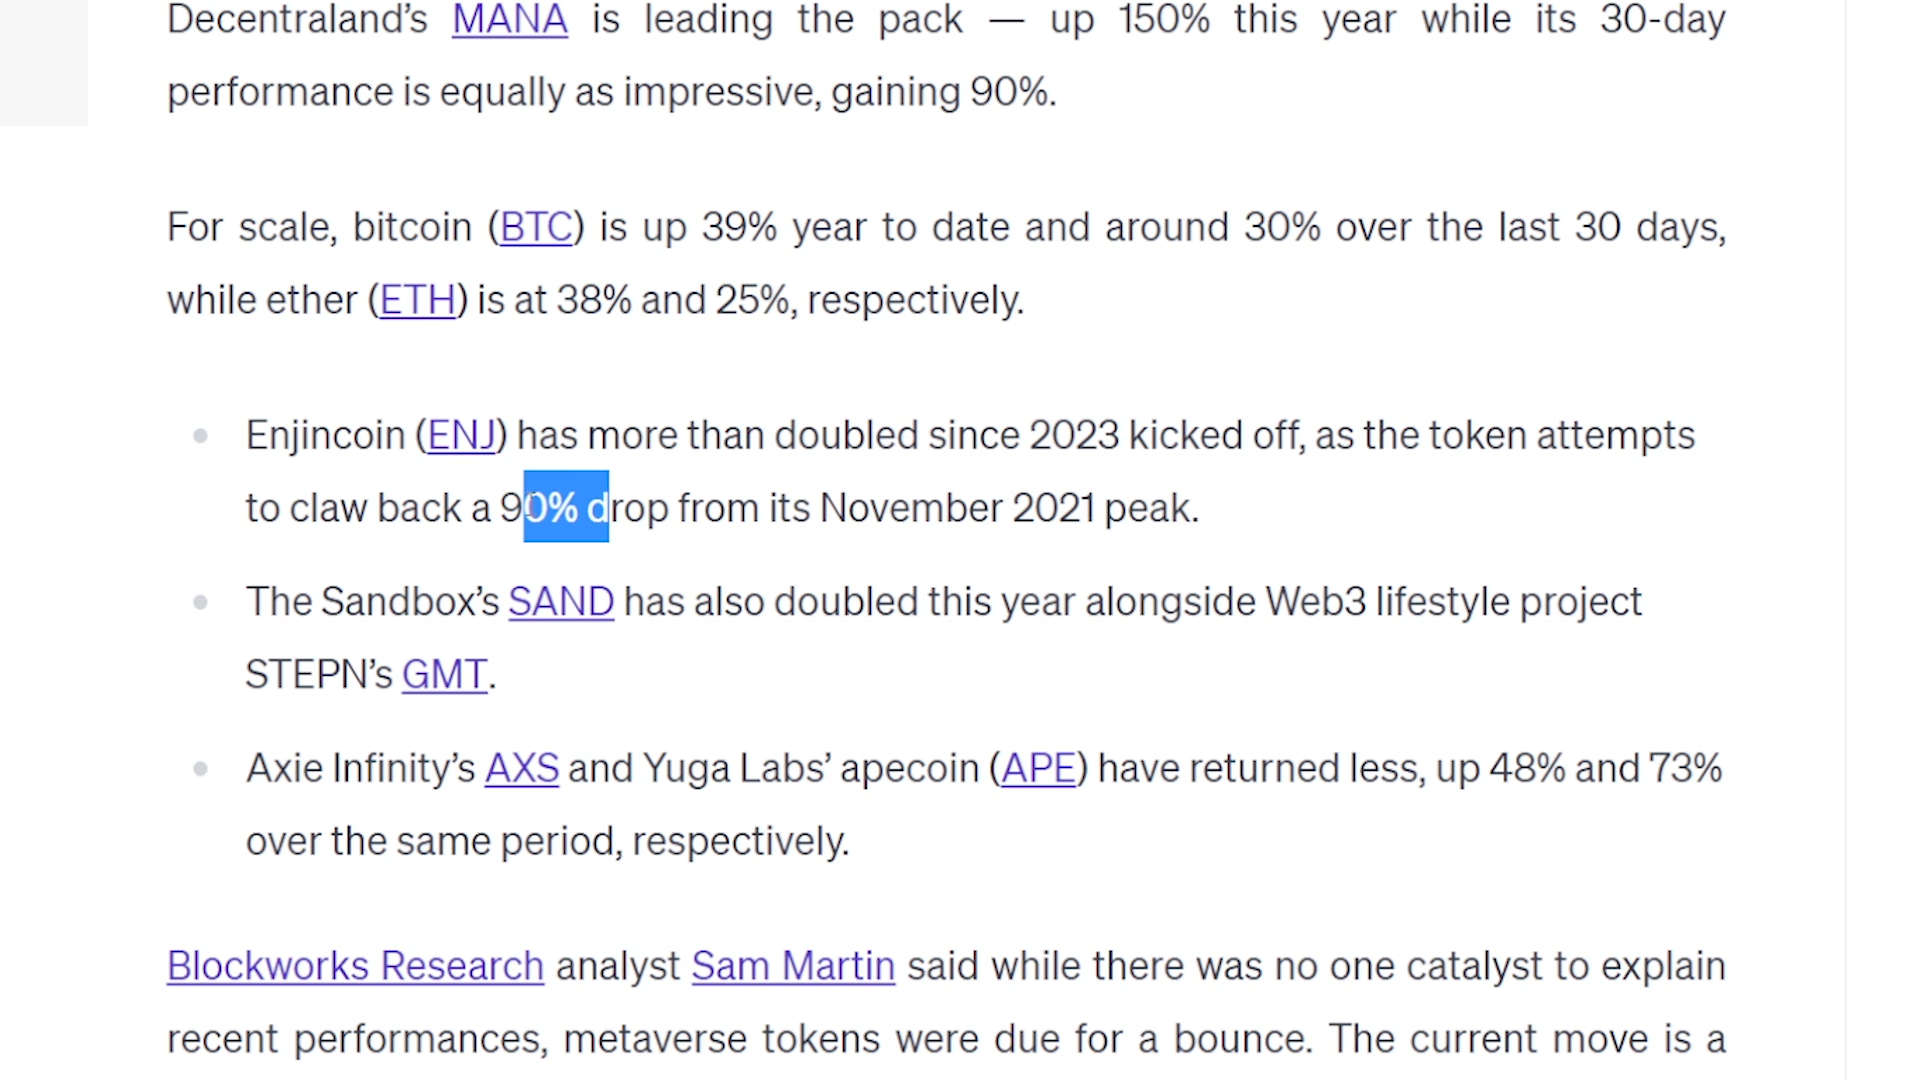 Decentraland’s MANA is leading the pack — up 150% this year while its 30-day
performance is equally as impressive, gaining 90%.
For scale, bitcoin (BTC) is up 39% year to date and around 30% over the last 30 days,
while ether (ETH) is at 38% and 25%, respectively.
Enjincoin (ENJ) has more than doubled since 2023 kicked off, as the token attempts
to claw back a 90% drop from its November 2021 peak.
The Sandbox’s SAND has also doubled this year alongside Web3 lifestyle project
STEPN’s GMT.
Axie Infinity’s AXS and Yuga Labs’ apecoin (APE) have returned less, up 48% and 73%
over the same period, respectively.
Blockworks Research analyst Sam Martin said while there was no one catalyst to explain
recent performances, metaverse tokens were due for a bounce. The current move is a